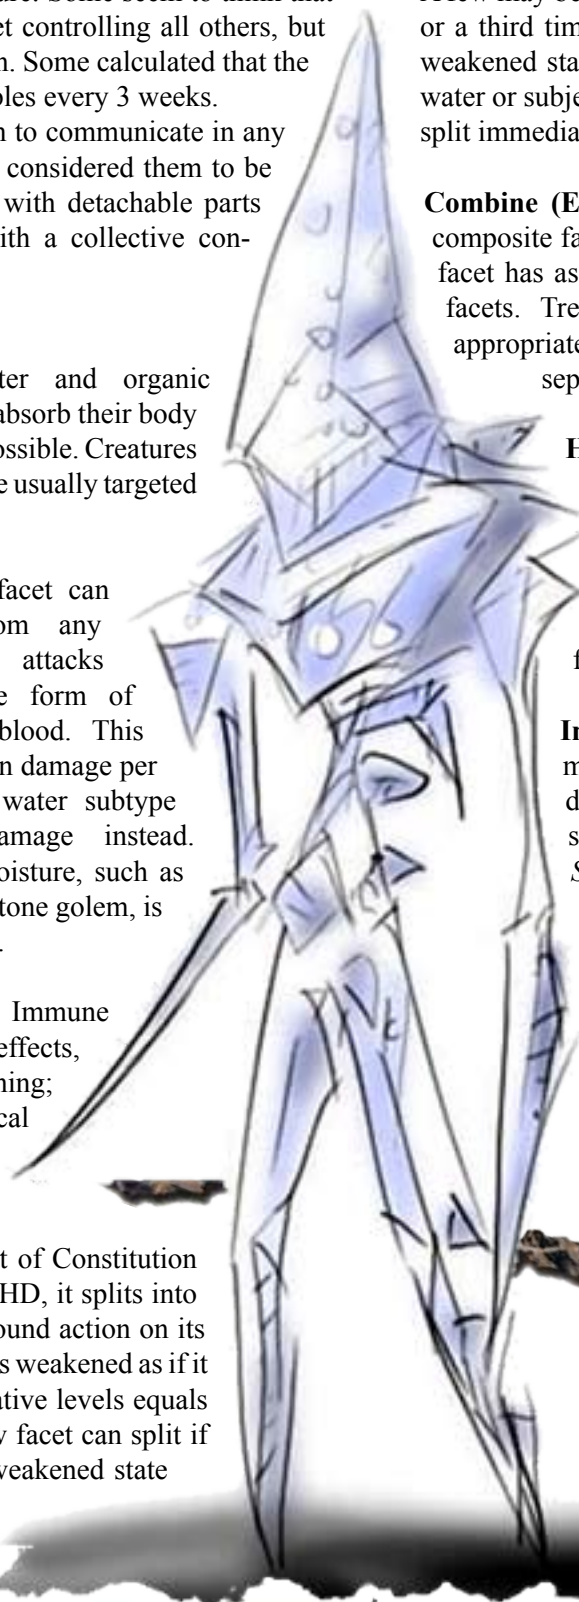 Some seem to think that
et controlling all others, but
n. Some calculated that the
bles every 3 weeks.
n to communicate in any
considered them to be
with detachable parts
ith a collective con-
ter and organic
absorb their body
ossible. Creatures
e usually targeted
facet can
om any
attacks
e form of
blood. This
n damage per
water subtype
amage instead.
oisture, such as
tone golem, is
.
Immune
effects,
ning;
cal
t of Constitution
HD, it splits into
ound action on its
s weakened as if it
ative levels equals
y facet can split if
weakened state
or a third tim
weakened sta
water or subje
split immedia
Combine (E
composite fa
facet has as
facets. Tre
appropriate
sep
H
f
In
m
d
s
S